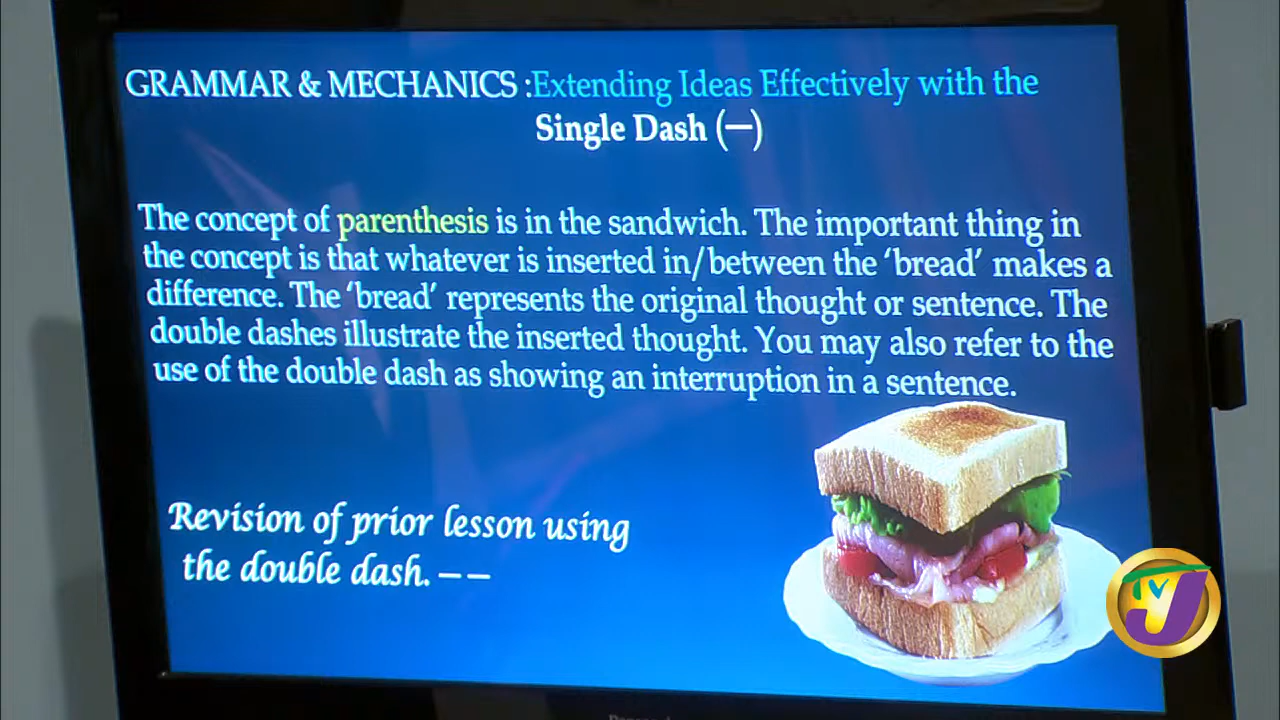 GRAMMAR & MECHANICS :Extending Ideas Effectively with the
Single Dash (—)
The concept of parenthesis is in the sandwich. The important thing in
the concept is that whatever is inserted in/between the ‘bread’ makes a
difference. The ‘bread’ represents the original thought or sentence. The
double dashes illustrate the inserted thought. You may also refer to the
use of the double dash as showing an interruption in a sentence.
Revision of prior lesson using
the double dash. – –
TVJ